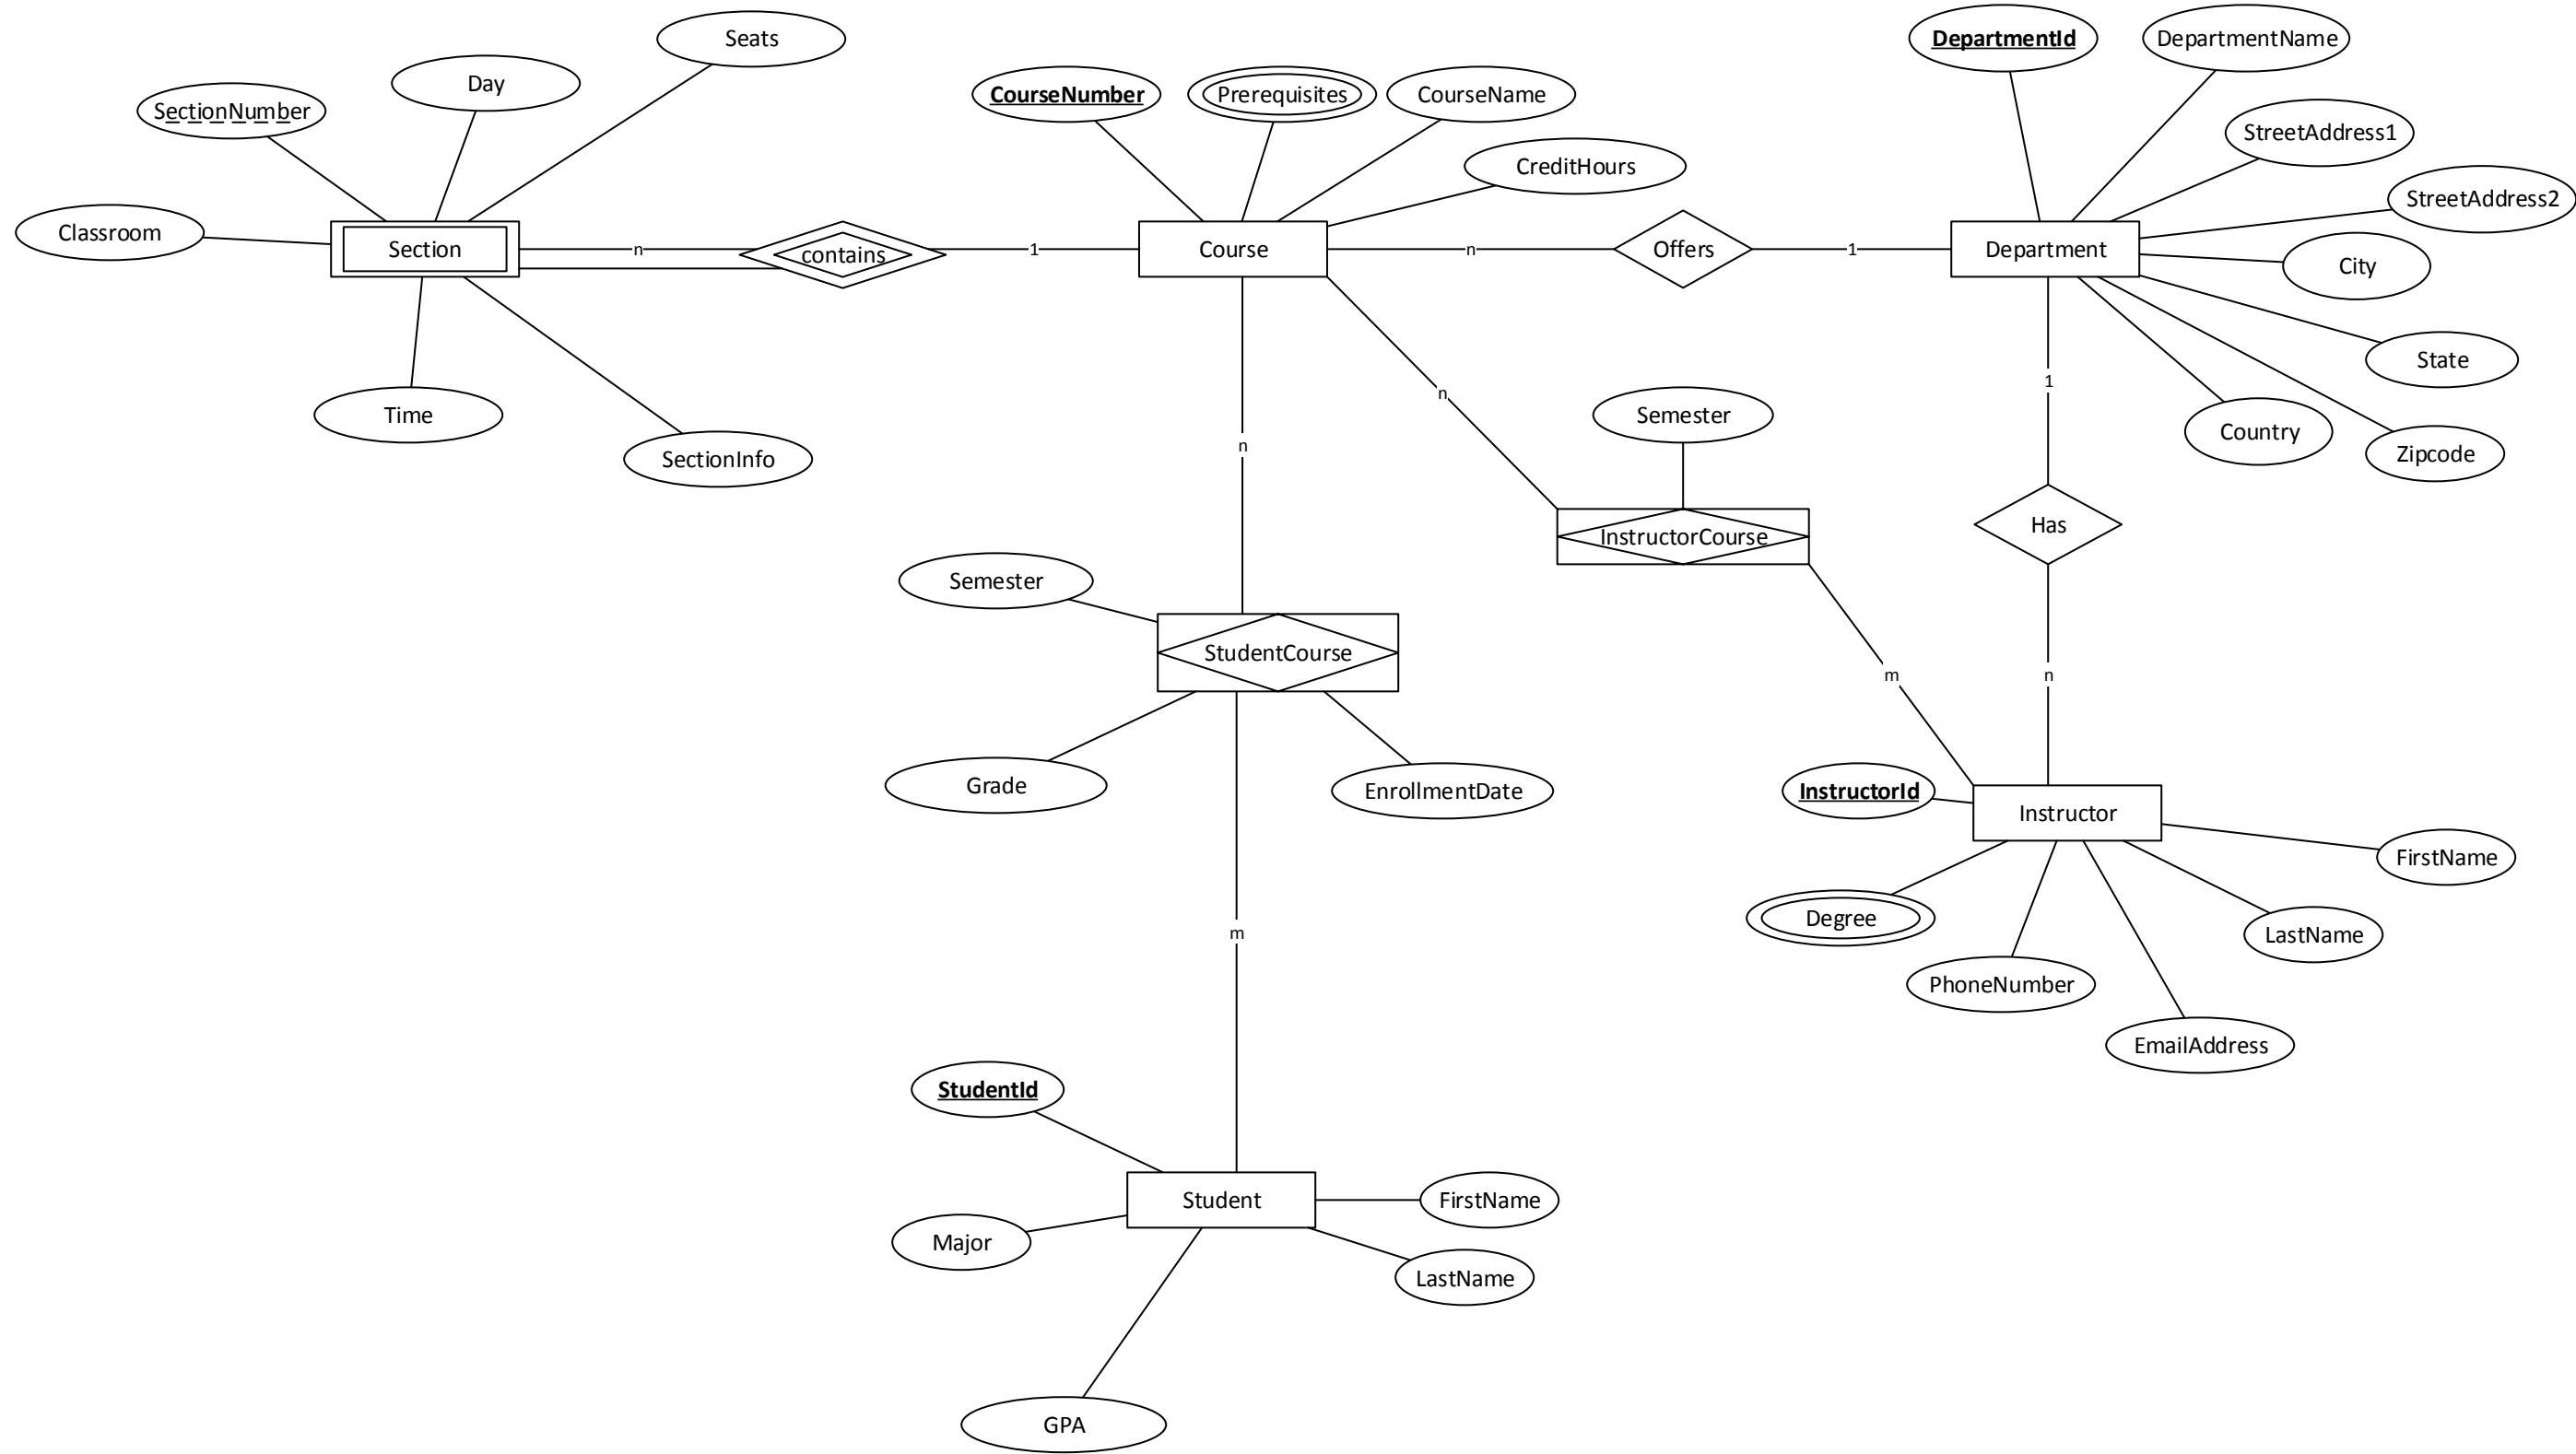 Seats
DepartmentId
DepartmentName
Day
CourseNumber
Prerequisites
CourseName
SectionNumber
StreetAddress1
CreditHours
StreetAddress2
Classroom
Section
n
contains
1
Course
n
Offers
1
Department
City
State
1
n
Semester
Time
Country
n
Zipcode
SectionInfo
Has
InstructorCourse
Semester
StudentCourse
m
n
Grade
EnrollmentDate
InstructorId
Instructor
FirstName
Degree
m
LastName
PhoneNumber
EmailAddress
StudentId
Student
FirstName
Major
LastName
GPA